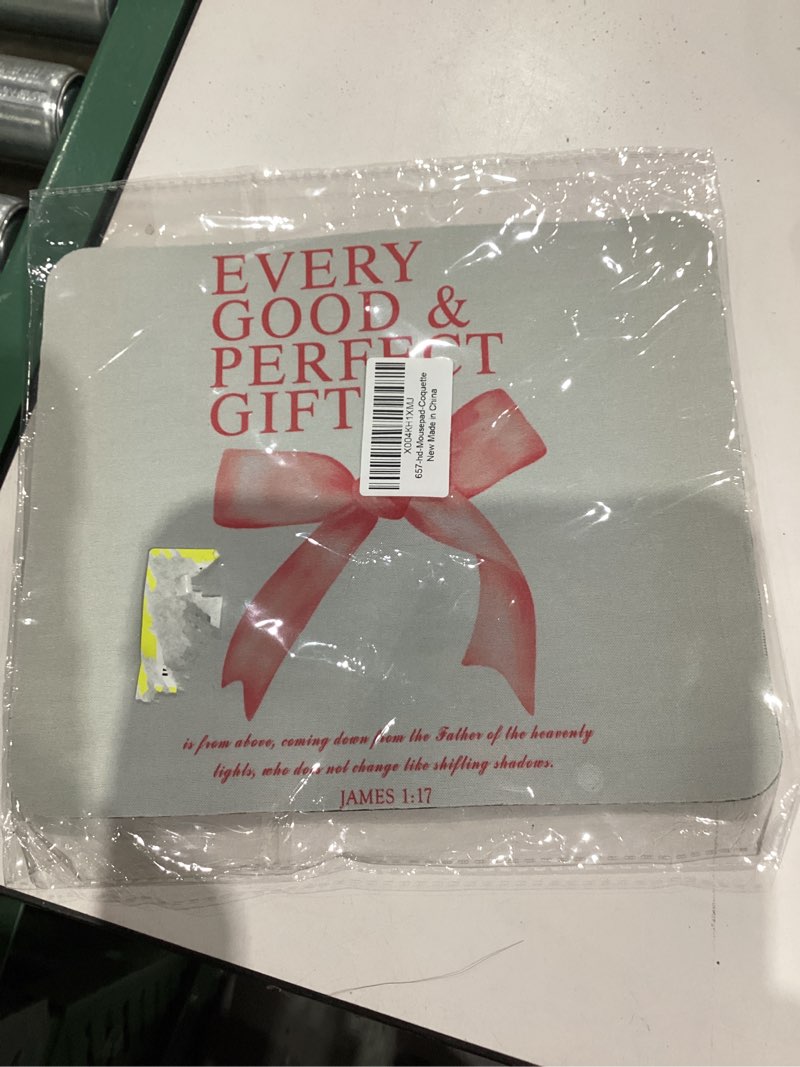 EVERY
GOOD &
PERFECT
GIFT
X004KH1XMJ
657-hd-Mousepad-Coquette
New Made in China
is from above, coming down from the Father of the heavenly
lights, who does not change like shifting shadows.
JAMES 1:17